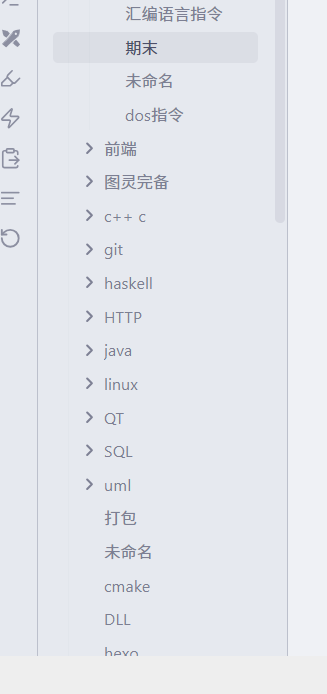 汇编语言指令
期末
未命名
dos指令
前端
图灵完备
c++ c
git
haskell
HTTP
java
linux
QT
SQL
uml
打包
未命名
cmake
DLL
hexo